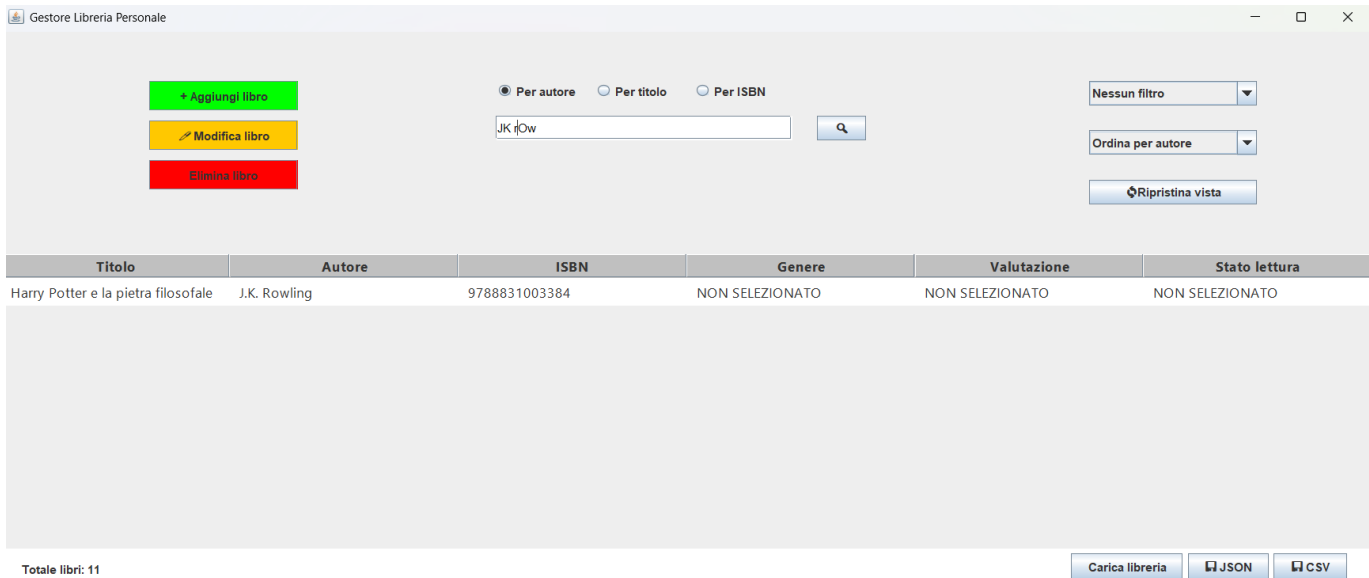 Gestore Libreria Personale
+ Aggiungi libro
Modifica libro
Elimina libro
Per autore Per titolo Per ISBN
JK rOw
Nessun filtro
Ordina per autore
Ripristina vista
Titolo Autore ISBN Genere Valutazione Stato lettura
Harry Potter e la pietra filosofale J.K. Rowling 9788831003384 NON SELEZIONATO NON SELEZIONATO NON SELEZIONATO
Totale libri: 11 Carica libreria JSON CSV